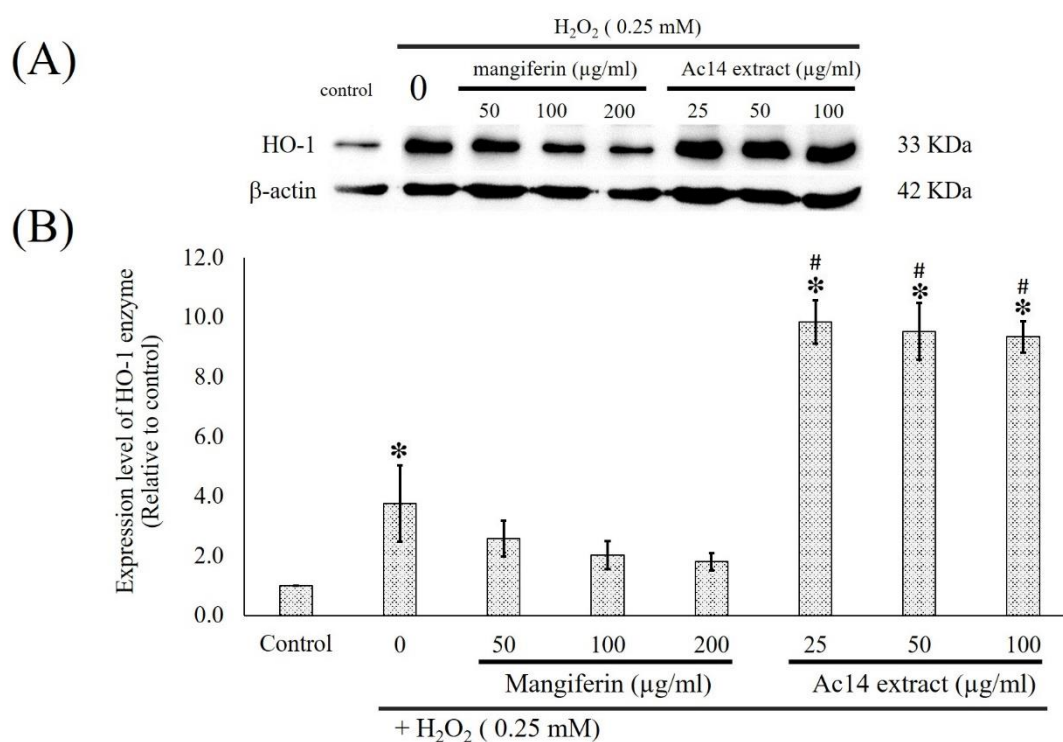 (A)
H₂O₂ ( 0.25 mM)
mangiferin (µg/ml) Ac14 extract (µg/ml)
control 0 50 100 200 25 50 100
HO-1 33 KDa
β-actin 42 KDa
(B)
Expression level of HO-1 enzyme
(Relative to control)
12.0
10.0
8.0
6.0
4.0
2.0
0.0
* #
* #
* #
*
Control 0 50 100 200 25 50 100
Mangiferin (µg/ml) Ac14 extract (µg/ml)
+ H₂O₂ ( 0.25 mM)